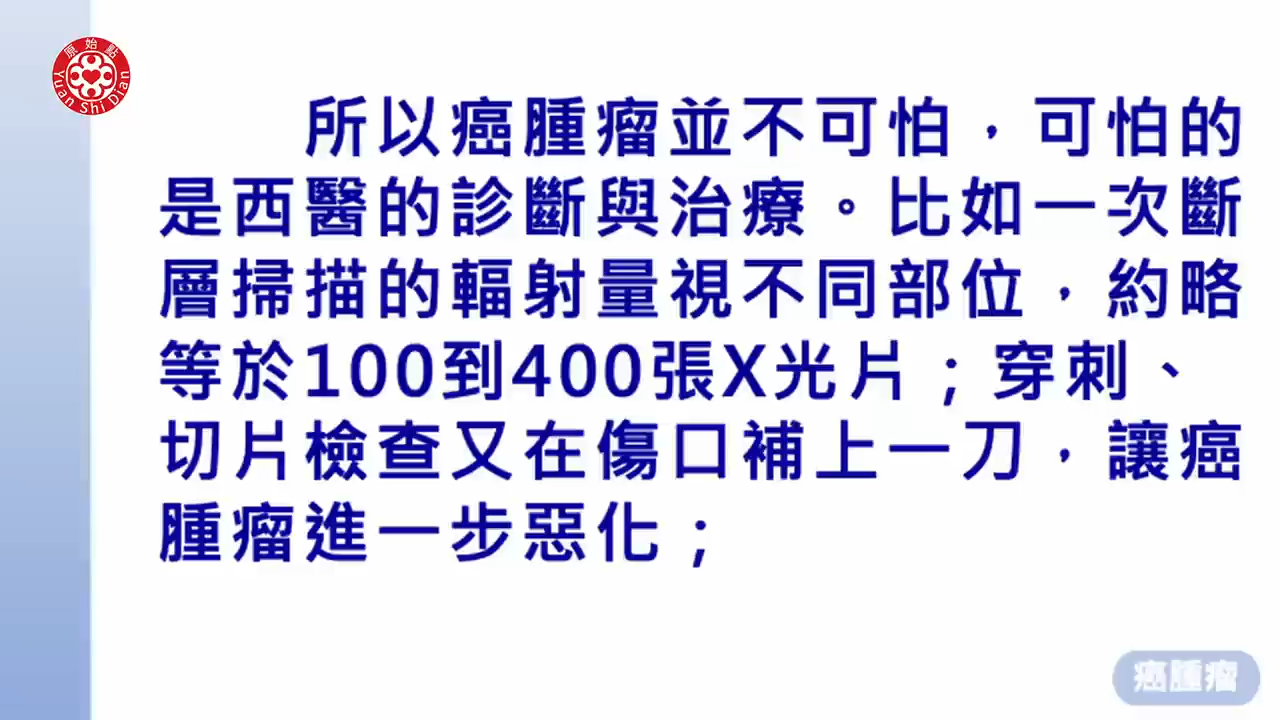 原始點
Yuan Shi Dian
所以癌腫瘤並不可怕，可怕的
是西醫的診斷與治療。比如一次斷
層掃描的輻射量視不同部位，約略
等於100到400張X光片；穿刺、
切片檢查又在傷口補上一刀，讓癌
腫瘤進一步惡化；
癌腫瘤